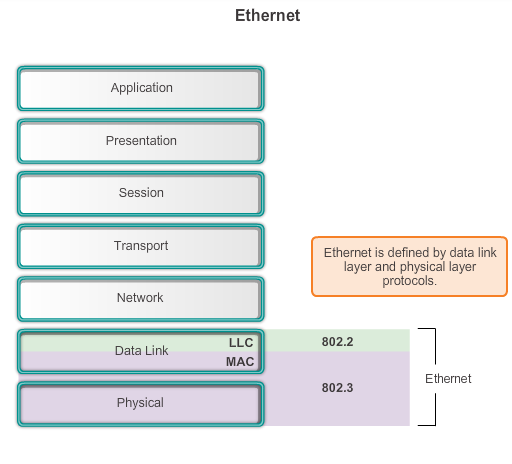 Ethernet
Application
Presentation
Session
Transport
Network
Ethernet is defined by data link
layer and physical layer
protocols.
Data Link
LLC
MAC
802.2
802.3
Ethernet
Physical